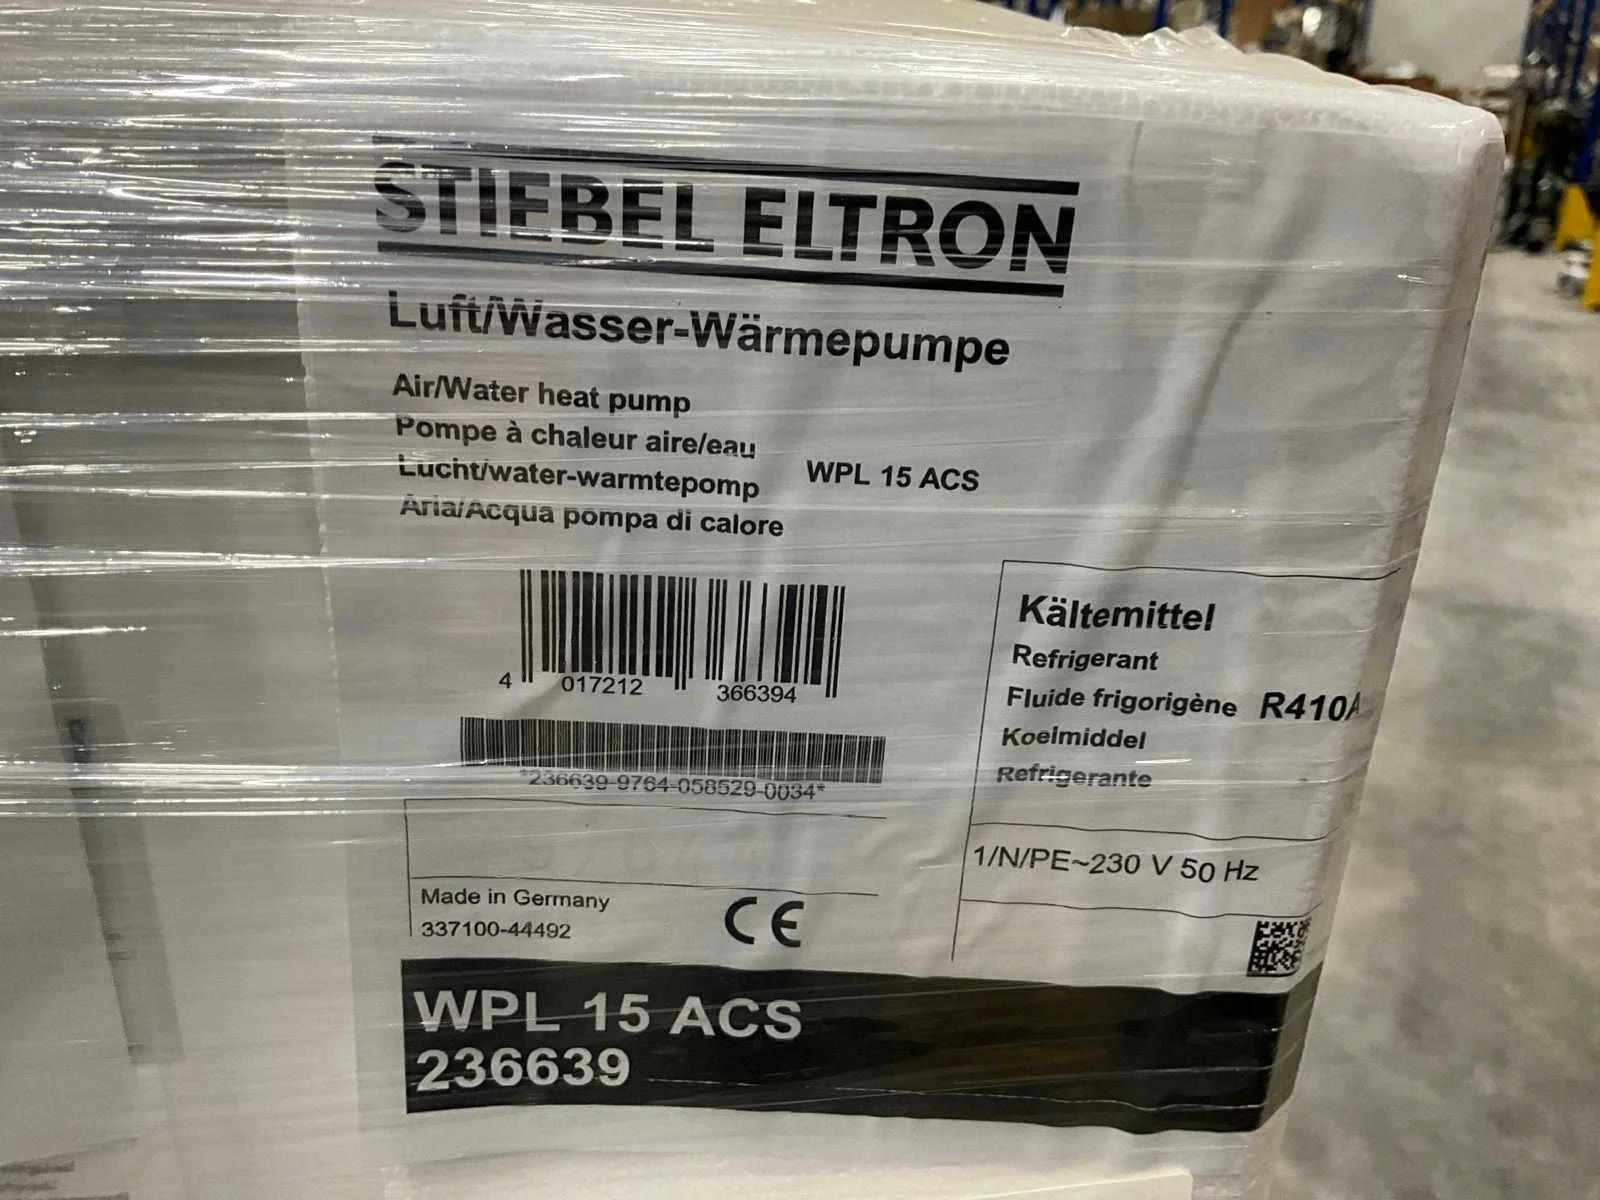 STIEBEL ELTRON
Luft/Wasser-Wärmepumpe
Air/Water heat pump
Pompe à chaleur aire/eau
Lucht/water-warmtepomp
Aria/Acqua pompa di calore
WPL 15 ACS
4 017212 366394
*236639-9764-058529-0034*
Kältemittel
Refrigerant
Fluide frigorigène R410A
Koelmiddel
Refrigerante
1/N/PE~230 V 50 Hz
Made in Germany
337100-44492
CE
WPL 15 ACS
236639